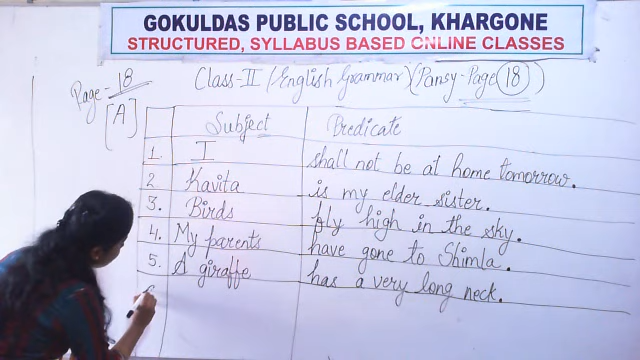 GOKULDAS PUBLIC SCHOOL, KHARGONE
STRUCTURED, SYLLABUS BASED ONLINE CLASSES
Page-18 Class-II (English Grammar) (Pansy-Page 18)
[A]
Subject Predicate
1. I shall not be at home tomorrow.
2 Kavita is my elder sister.
3. Birds fly high in the sky.
4. My parents have gone to Shimla.
5. A giraffe has a very long neck.